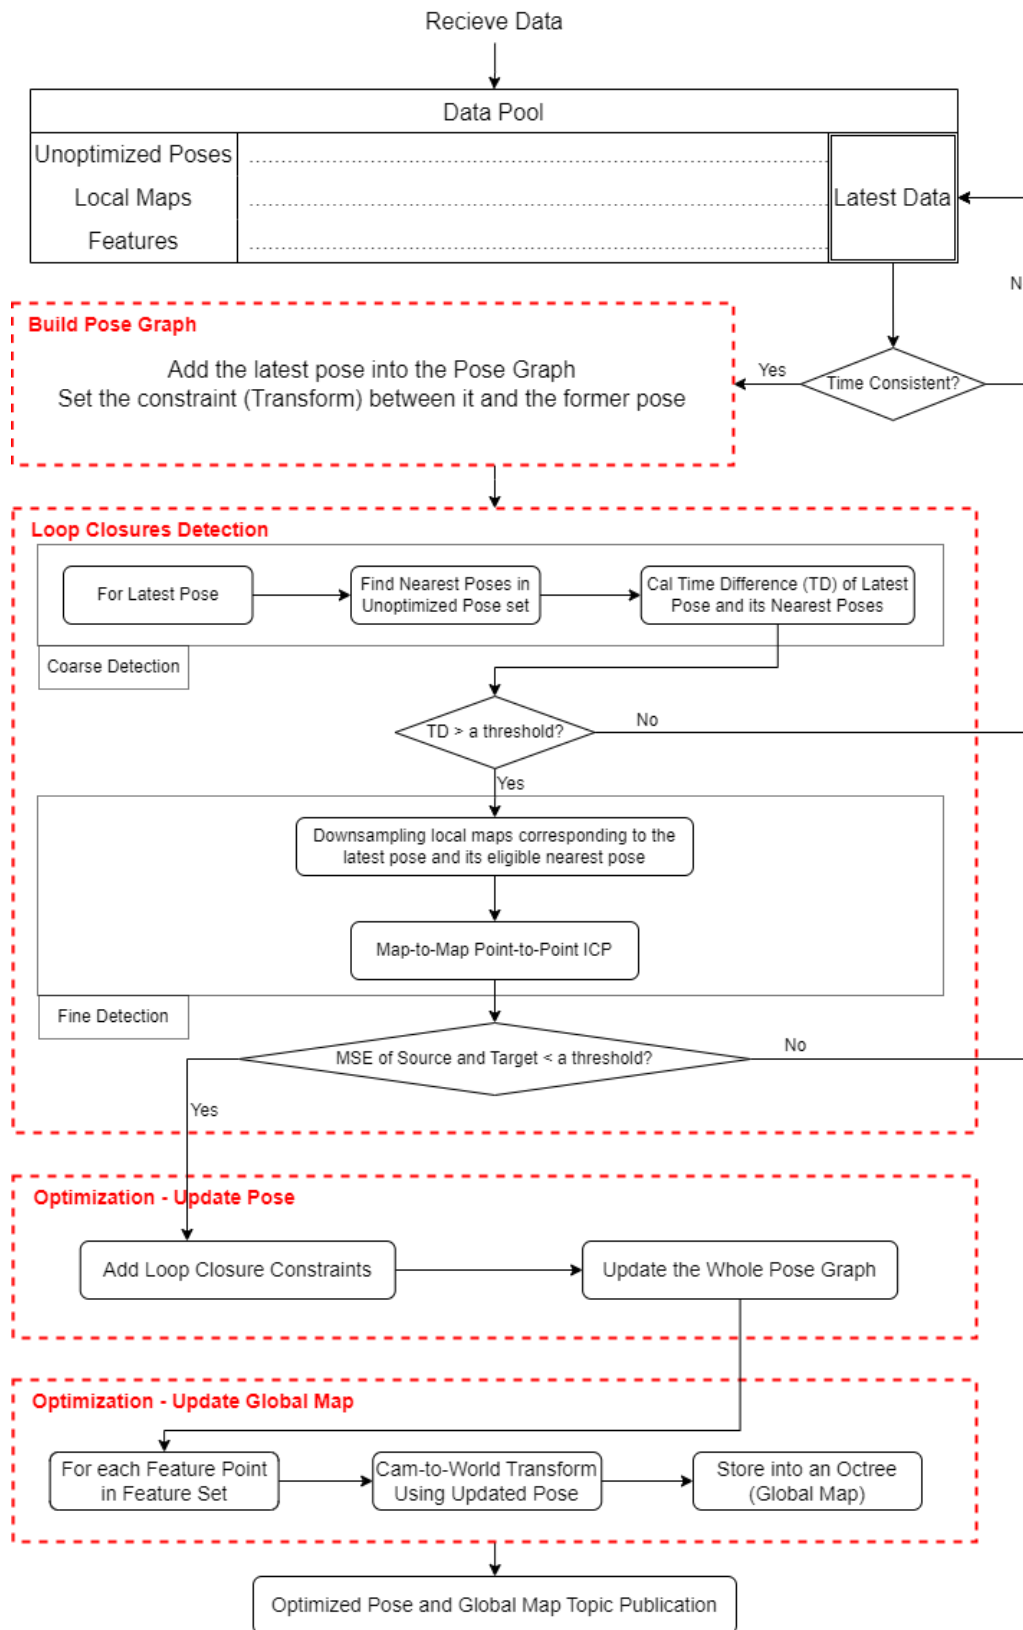 Recieve Data
Data Pool
Unoptimized Poses
Local Maps
Features
Latest Data
N
Build Pose Graph
Add the latest pose into the Pose Graph
Set the constraint (Transform) between it and the former pose
Yes
Time Consistent?
Loop Closures Detection
For Latest Pose
Find Nearest Poses in
Unoptimized Pose set
Cal Time Difference (TD) of Latest
Pose and its Nearest Poses
Coarse Detection
TD > a threshold?
No
Yes
Downsampling local maps corresponding to the
latest pose and its eligible nearest pose
Map-to-Map Point-to-Point ICP
Fine Detection
MSE of Source and Target < a threshold?
No
Yes
Optimization - Update Pose
Add Loop Closure Constraints
Update the Whole Pose Graph
Optimization - Update Global Map
For each Feature Point
in Feature Set
Cam-to-World Transform
Using Updated Pose
Store into an Octree
(Global Map)
Optimized Pose and Global Map Topic Publication